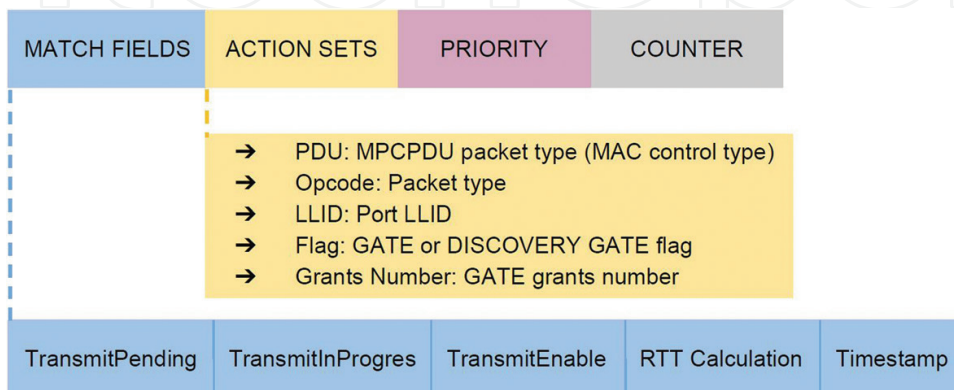 MATCH FIELDS ACTION SETS PRIORITY COUNTER
➔ PDU: MPCPDU packet type (MAC control type)
➔ Opcode: Packet type
➔ LLID: Port LLID
➔ Flag: GATE or DISCOVERY GATE flag
➔ Grants Number: GATE grants number
TransmitPending TransmitInProgres TransmitEnable RTT Calculation Timestamp